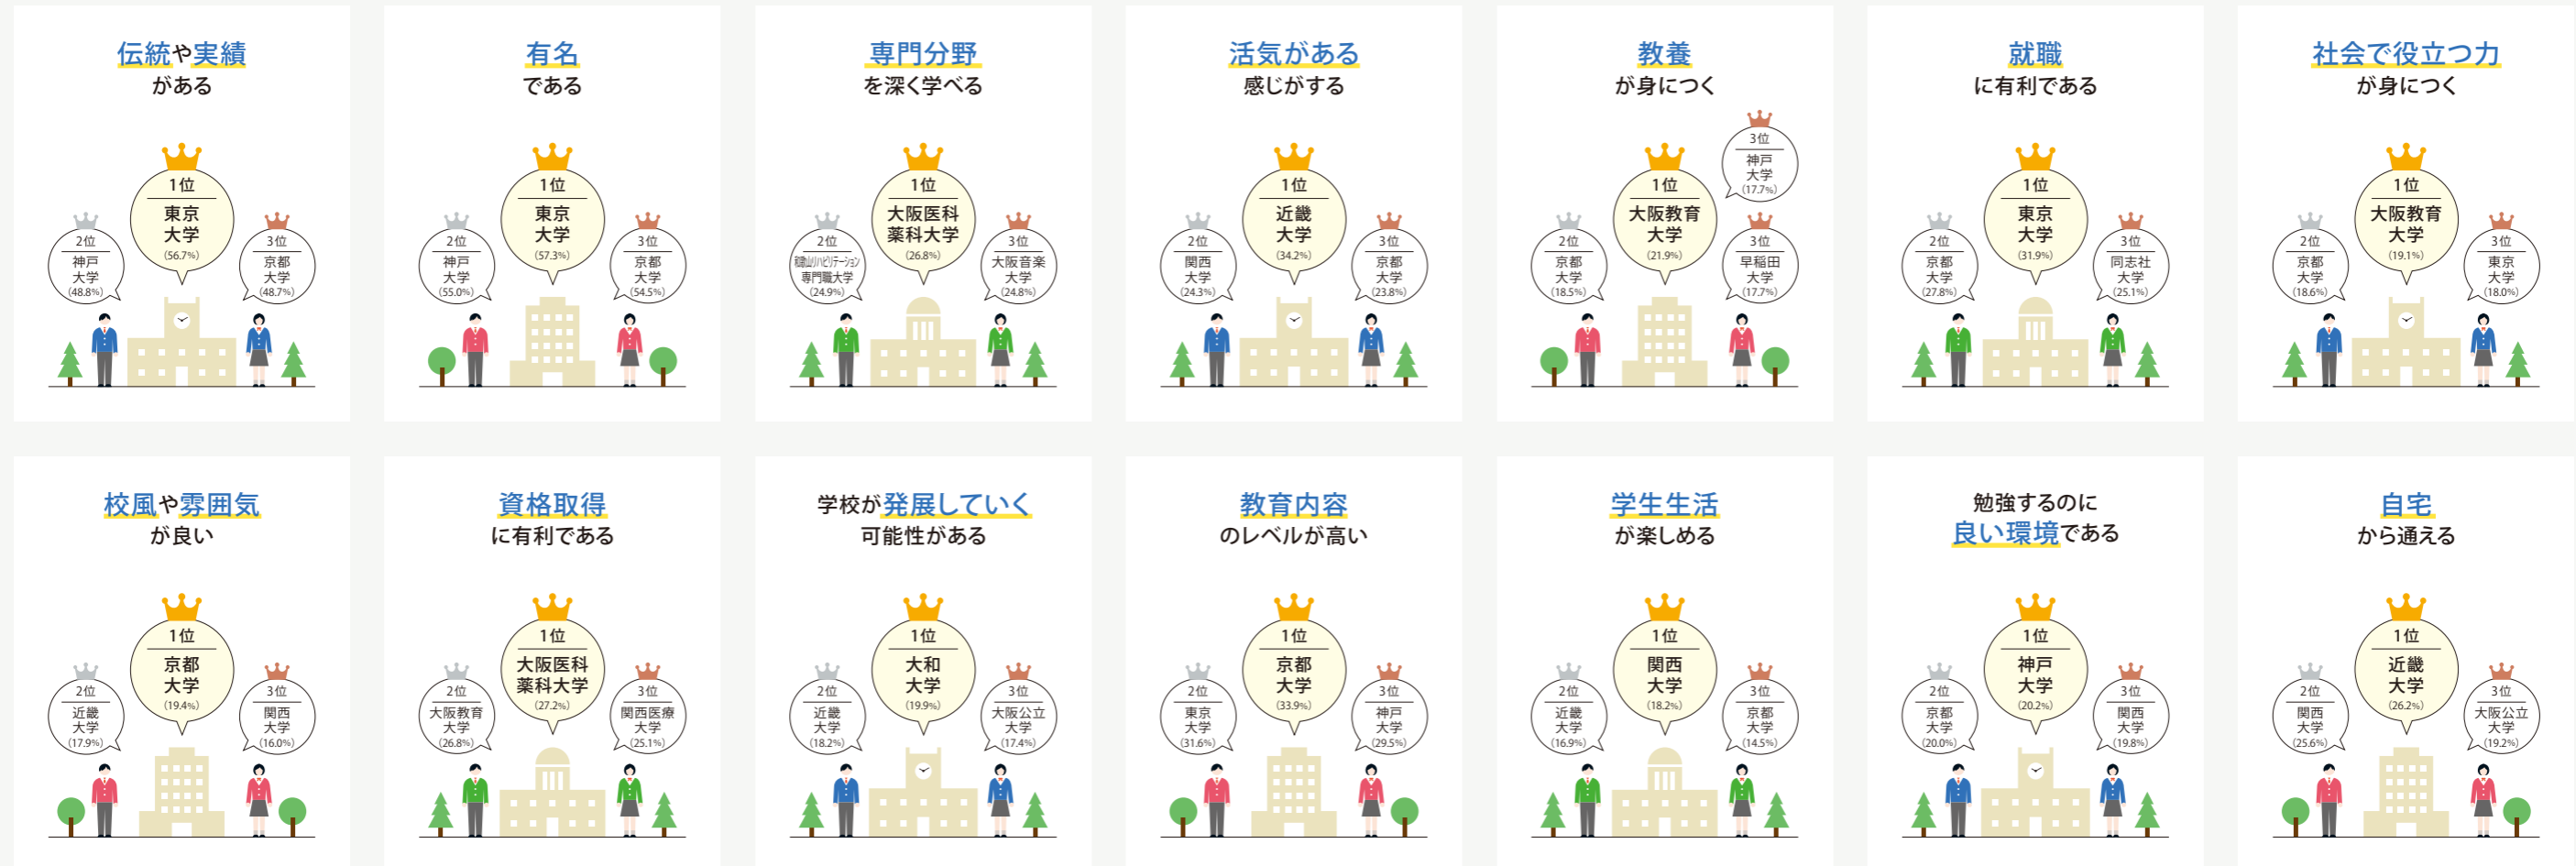 伝統や実績
がある
1位
東京
大学
(56.7%)
2位
神戸
大学
(48.8%)
3位
京都
大学
(48.7%)
有名
である
1位
東京
大学
(57.3%)
2位
神戸
大学
(55.0%)
3位
京都
大学
(54.5%)
専門分野
を深く学べる
1位
大阪医科
薬科大学
(26.8%)
2位
和歌山リハビリテーション
専門職大学
(24.9%)
3位
大阪音楽
大学
(24.8%)
活気がある
感じがする
1位
近畿
大学
(34.2%)
2位
関西
大学
(24.3%)
3位
京都
大学
(23.8%)
教養
が身につく
1位
大阪教育
大学
(21.9%)
2位
京都
大学
(18.5%)
3位
神戸
大学
(17.7%)
3位
早稲田
大学
(17.7%)
就職
に有利である
1位
東京
大学
(31.9%)
2位
京都
大学
(27.8%)
3位
同志社
大学
(25.1%)
社会で役立つ力
が身につく
1位
大阪教育
大学
(19.1%)
2位
京都
大学
(18.6%)
3位
東京
大学
(18.0%)
校風や雰囲気
が良い
1位
京都
大学
(19.4%)
2位
近畿
大学
(17.9%)
3位
関西
大学
(16.0%)
資格取得
に有利である
1位
大阪医科
薬科大学
(27.2%)
2位
大阪教育
大学
(26.8%)
3位
関西医療
大学
(25.1%)
学校が発展していく
可能性がある
1位
大和
大学
(19.9%)
2位
近畿
大学
(18.2%)
3位
大阪公立
大学
(17.4%)
教育内容
のレベルが高い
1位
京都
大学
(33.9%)
2位
東京
大学
(31.6%)
3位
神戸
大学
(29.5%)
学生生活
が楽しめる
1位
関西
大学
(18.2%)
2位
近畿
大学
(16.9%)
3位
京都
大学
(14.5%)
勉強するのに
良い環境である
1位
神戸
大学
(20.2%)
2位
京都
大学
(20.0%)
3位
関西
大学
(19.8%)
自宅
から通える
1位
近畿
大学
(26.2%)
2位
関西
大学
(25.6%)
3位
大阪公立
大学
(19.2%)